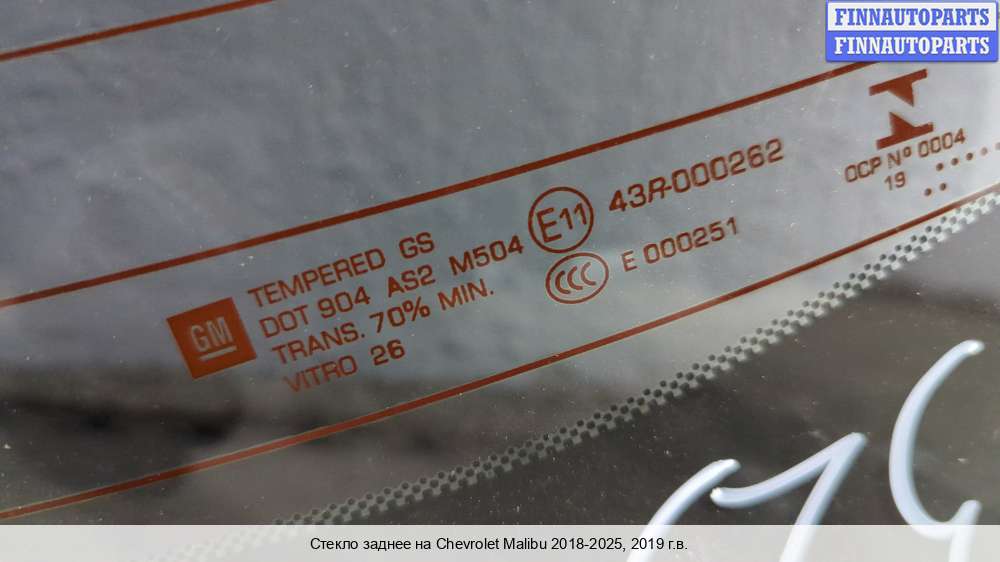 FINNAUTOPARTS
FINNAUTOPARTS
GM
TEMPERED GS
DOT 904 AS2 M504
TRANS. 70% MIN.
VITRO 26
E11 43R-000262
CCC E 000251
OCP Nº 0004
19
Стекло заднее на Chevrolet Malibu 2018-2025, 2019 г.в.